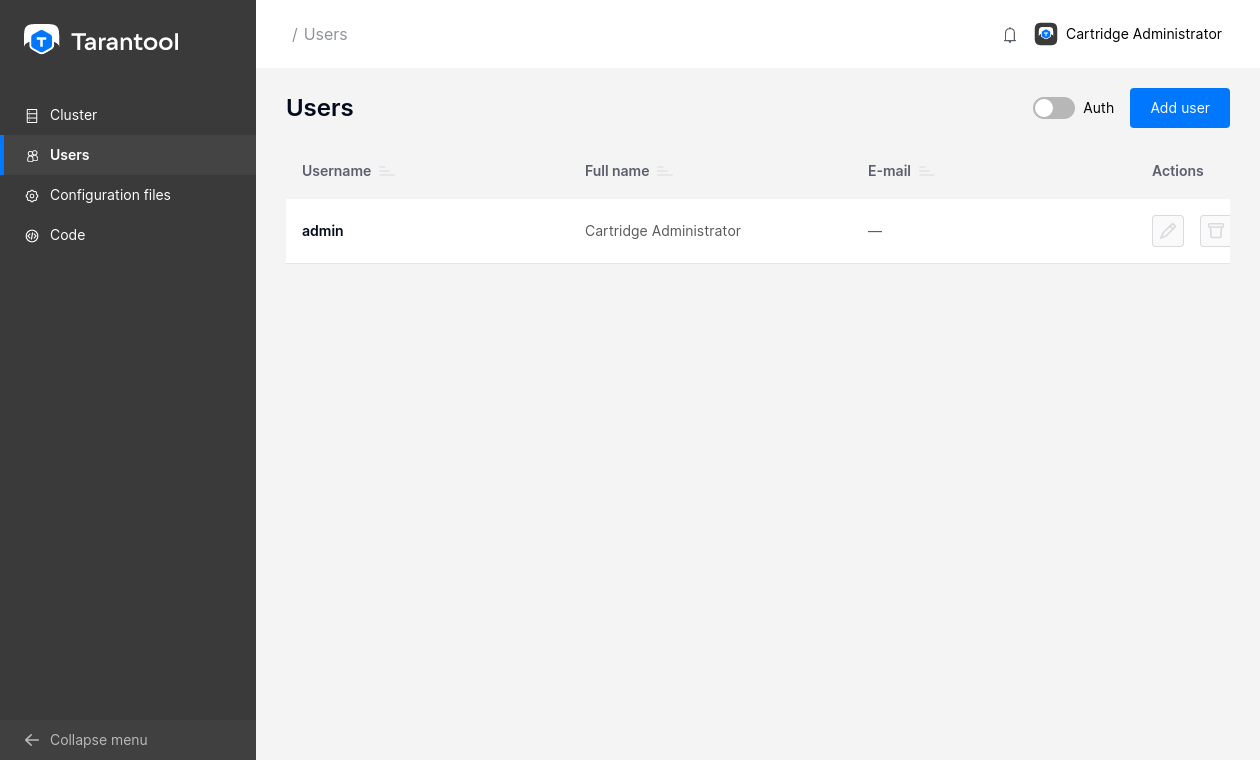 Tarantool
/ Users
Cartridge Administrator
Cluster
Users
Configuration files
Code
Users
Auth
Add user
Username
Full name
E-mail
Actions
admin
Cartridge Administrator
—
Collapse menu